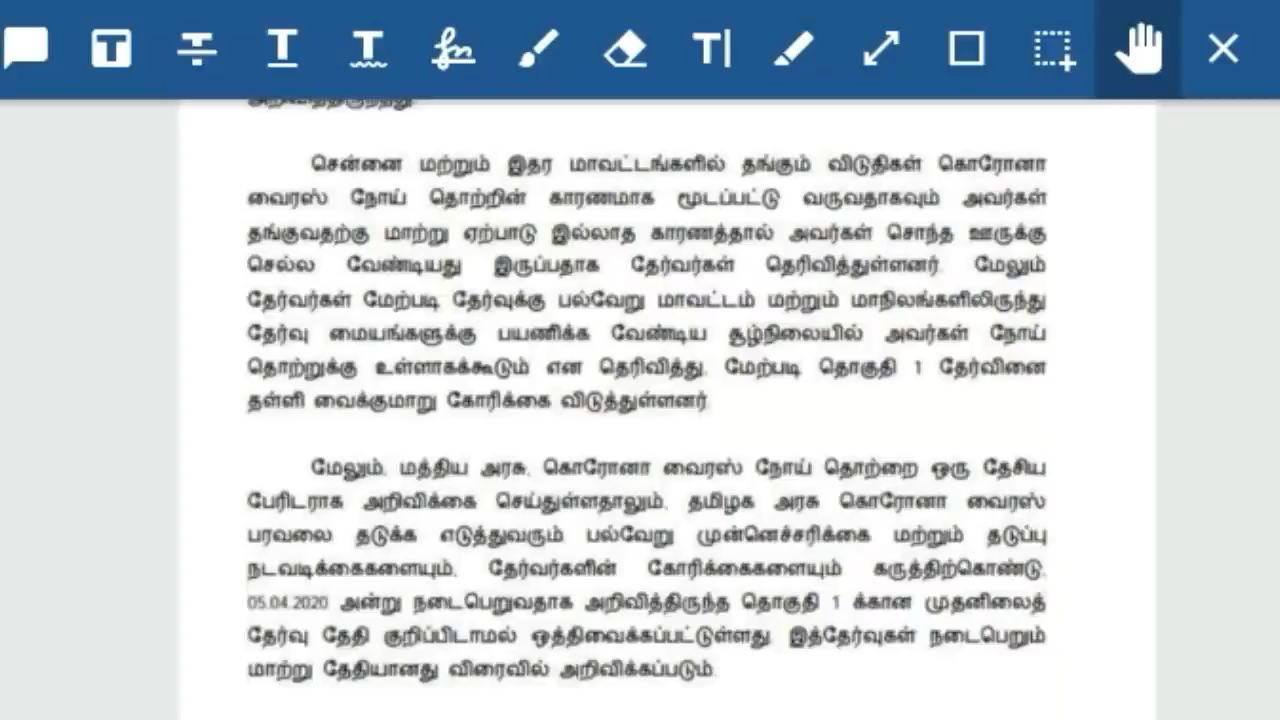 அறிவித்திருந்தது.
சென்னை மற்றும் இதர மாவட்டங்களில் தங்கும் விடுதிகள் கொரோனா
வைரஸ் நோய் தொற்றின் காரணமாக மூடப்பட்டு வருவதாகவும் அவர்கள்
தங்குவதற்கு மாற்று ஏற்பாடு இல்லாத காரணத்தால் அவர்கள் சொந்த ஊருக்கு
செல்ல வேண்டியது இருப்பதாக தேர்வர்கள் தெரிவித்துள்ளனர். மேலும்
தேர்வர்கள் மேற்படி தேர்வுக்கு பல்வேறு மாவட்டம் மற்றும் மாநிலங்களிலிருந்து
தேர்வு மையங்களுக்கு பயணிக்க வேண்டிய சூழ்நிலையில் அவர்கள் நோய்
தொற்றுக்கு உள்ளாகக்கூடும் என தெரிவித்து, மேற்படி தொகுதி 1 தேர்வினை
தள்ளி வைக்குமாறு கோரிக்கை விடுத்துள்ளனர்.
மேலும், மத்திய அரசு, கொரோனா வைரஸ் நோய் தொற்றை ஒரு தேசிய
பேரிடராக அறிவிக்கை செய்துள்ளதாலும், தமிழக அரசு கொரோனா வைரஸ்
பரவலை தடுக்க எடுத்துவரும் பல்வேறு முன்னெச்சரிக்கை மற்றும் தடுப்பு
நடவடிக்கைகளையும், தேர்வர்களின் கோரிக்கைகளையும் கருத்திற்கொண்டு,
05.04.2020 அன்று நடைபெறுவதாக அறிவித்திருந்த தொகுதி 1 க்கான முதனிலைத்
தேர்வு தேதி குறிப்பிடாமல் ஒத்திவைக்கப்பட்டுள்ளது. இத்தேர்வுகள் நடைபெறும்
மாற்று தேதியானது விரைவில் அறிவிக்கப்படும்.